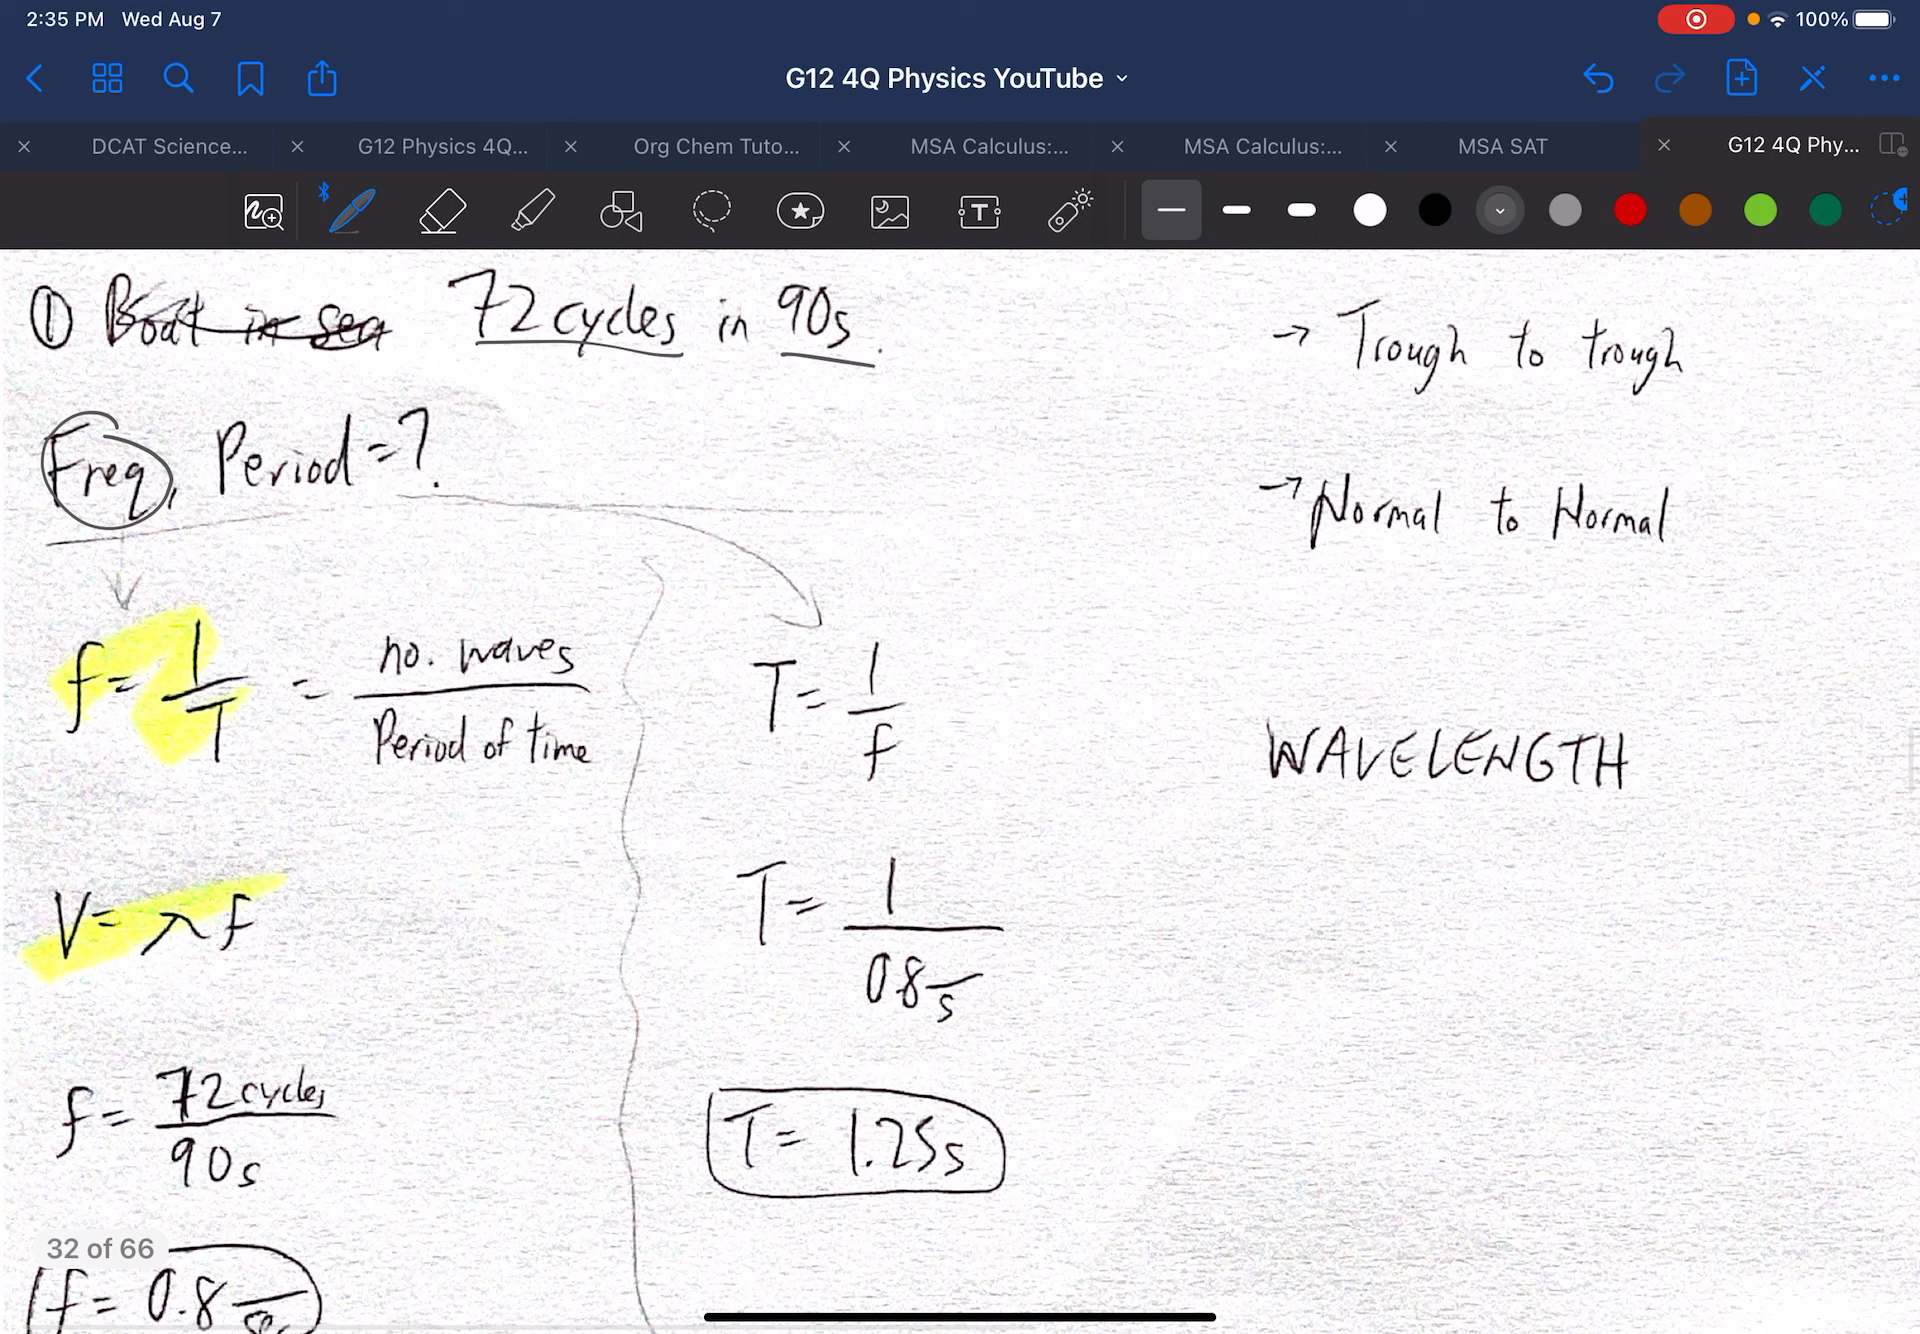 2:35 PM Wed Aug 7
100%
G12 4Q Physics YouTube
DCAT Science...
G12 Physics 4Q...
Org Chem Tuto...
MSA Calculus:...
MSA Calculus:...
MSA SAT
G12 4Q Phy...
① Boat in sea 72 cycles in 90s.
Freq, Period = ?
f = 1/T = no. waves / Period of time
V = λf
f = 72 cycles / 90s
32 of 66
f = 0.8
T = 1/f
T = 1 / 0.8 s
T = 1.25s
→ Trough to trough
→ Normal to Normal
WAVELENGTH